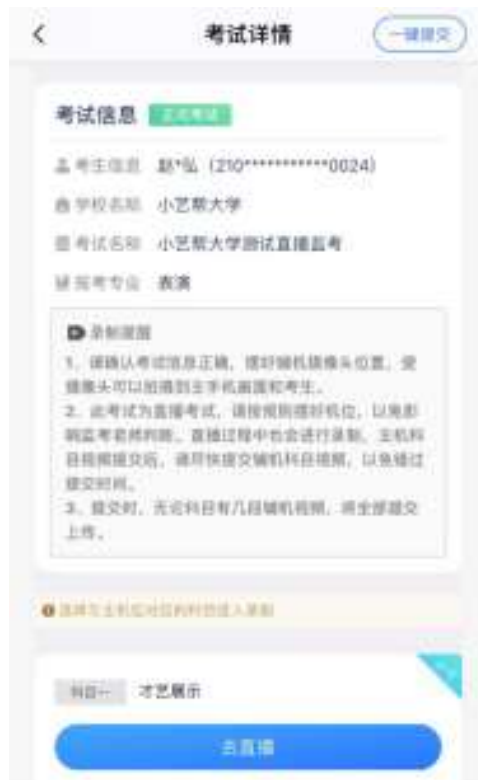 考试详情
一键提交
考试信息 正式考试
考生信息 赵*弘（210***********0024）
学校名称 小艺帮大学
考试名称 小艺帮大学测试直播监考
报考专业 表演
录制提醒
1、请确认考试信息正确，摆好辅机摄像头位置，使
摄像头可以拍摄到主手机画面和考生。
2、此考试为直播考试，请按规则摆好机位，以免影
响监考老师判断。直播过程中也会进行录制，主机科
目视频提交后，请尽快提交辅机科目视频，以免错过
提交时间。
3、提交时，无论科目有几段辅机视频，将全部提交
上传。
科目一 才艺展示
去直播